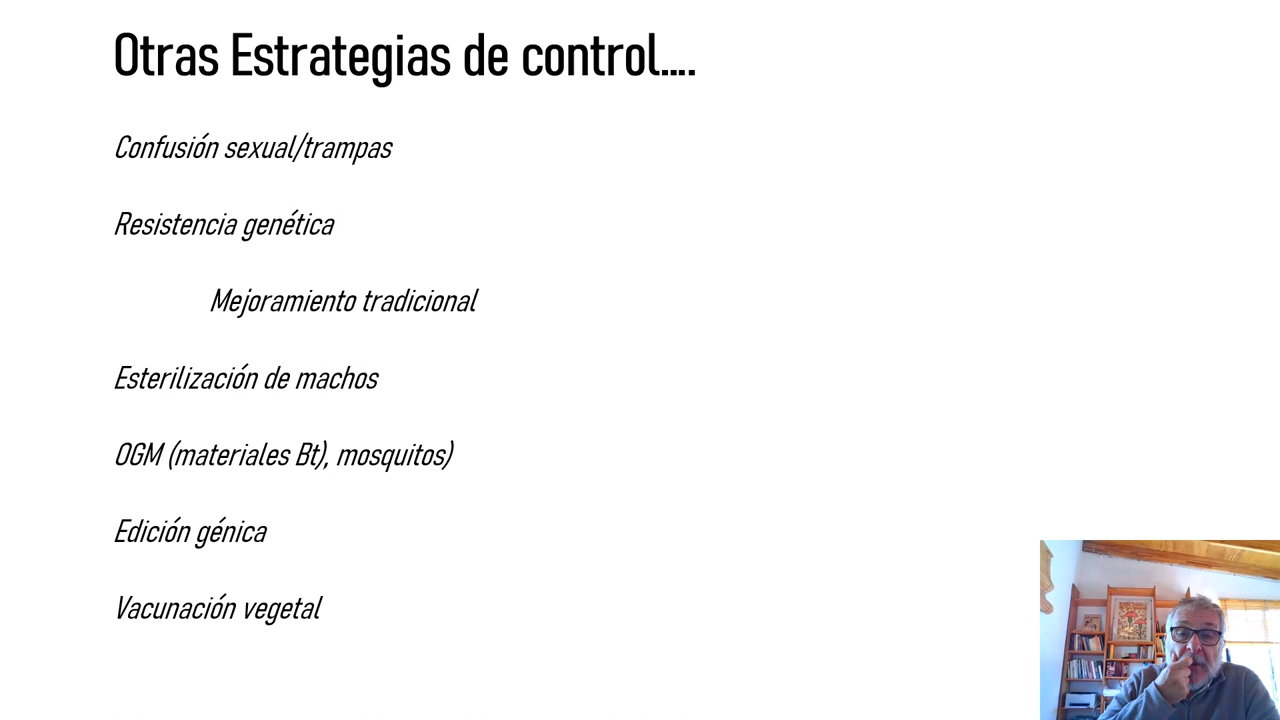 Otras Estrategias de control....
Confusión sexual/trampas
Resistencia genética
Mejoramiento tradicional
Esterilización de machos
OGM (materiales Bt), mosquitos)
Edición génica
Vacunación vegetal